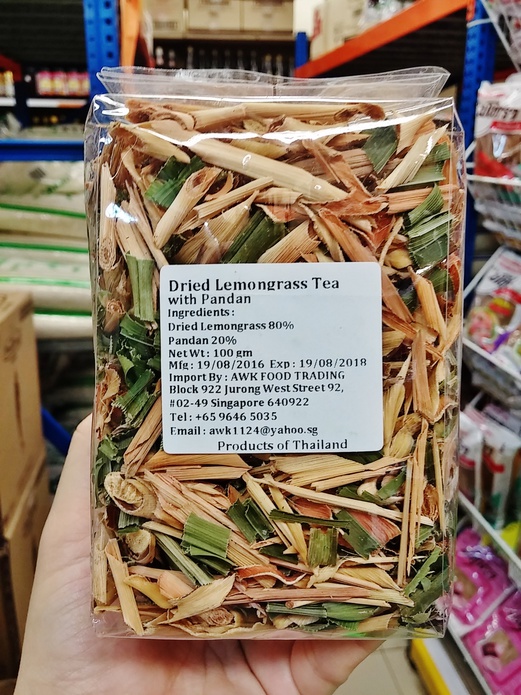 Dried Lemongrass Tea
with Pandan
Ingredients:
Dried Lemongrass 80%
Pandan 20%
Net Wt: 100 gm
Mfg: 19/08/2016 Exp: 19/08/2018
Import By: AWK FOOD TRADING
Block 922 Jurong West Street 92,
#02-49 Singapore 640922
Tel: +65 9646 5035
Email: awk1124@yahoo.sg
Products of Thailand